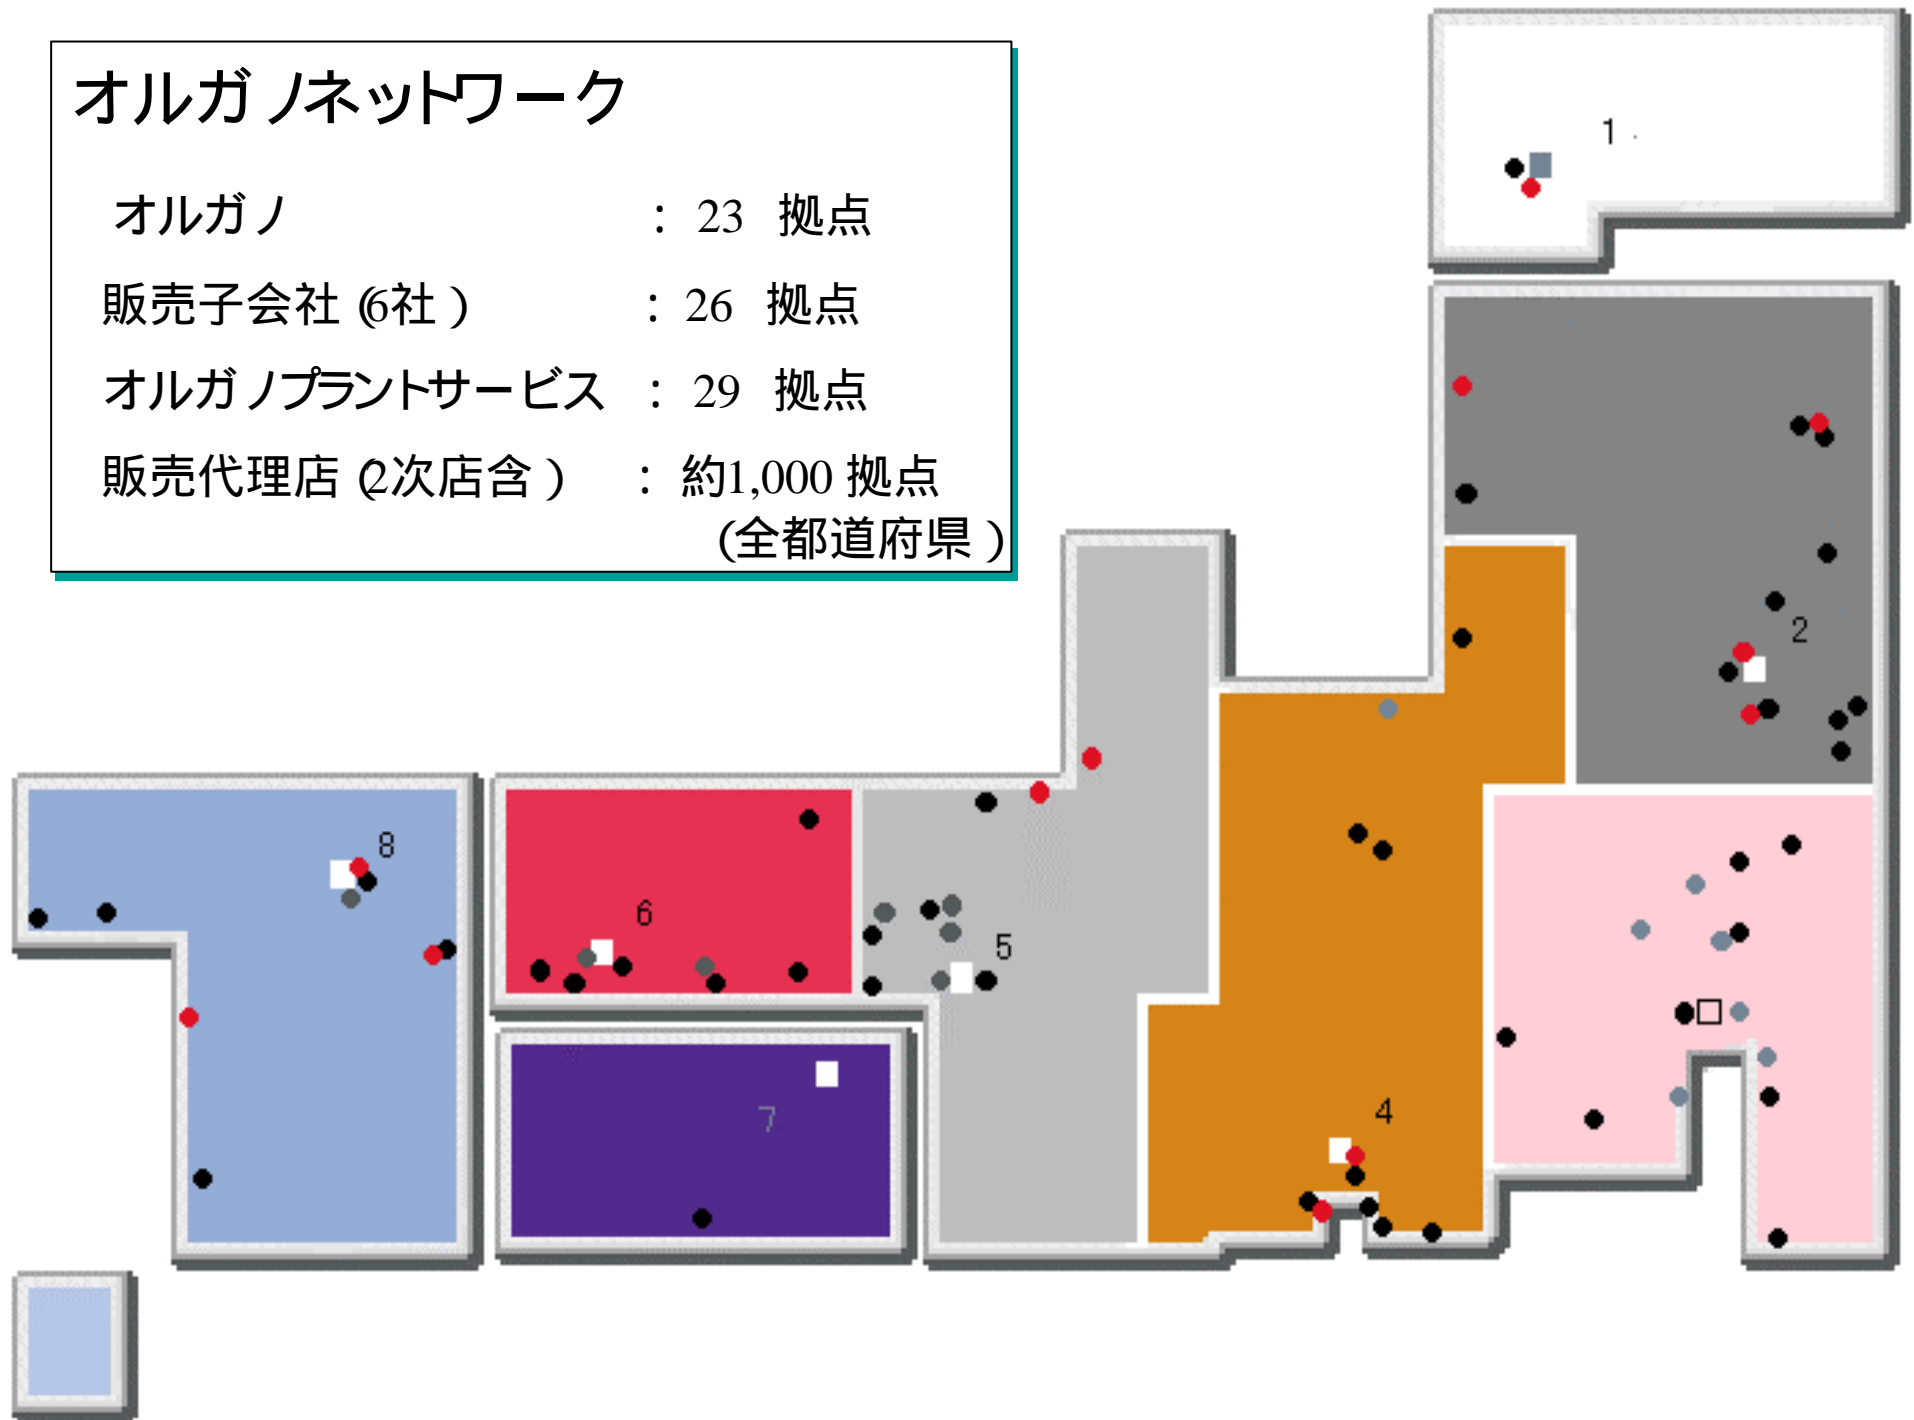 オルガノネットワーク
オルガノ : 23 拠点
販売子会社 (6社) : 26 拠点
オルガノプラントサービス : 29 拠点
販売代理店 (2次店含) : 約1,000 拠点
(全都道府県)
1
2
8
6
5
4
7